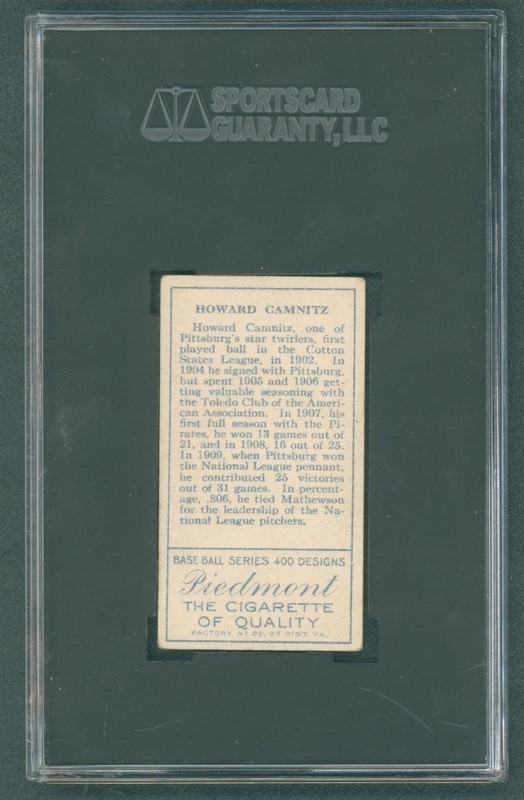 SPORTSCARD
GUARANTY, LLC
HOWARD CAMNITZ
Howard Camnitz, one of
Pittsburg's star twirlers, first
played ball in the Cotton
States League, in 1902. In
1904 he signed with Pittsburg,
but spent 1905 and 1906 get-
ting valuable seasoning with
the Toledo Club of the Ameri-
can Association. In 1907, his
first full season with the Pi-
rates, he won 13 games out of
21, and in 1908, 16 out of 25.
In 1909, when Pittsburg won
the National League pennant,
he contributed 25 victories
out of 31 games. In percent-
age, .806, he tied Mathewson
for the leadership of the Na-
tional League pitchers.
BASE BALL SERIES 400 DESIGNS
Piedmont
THE CIGARETTE
OF QUALITY
FACTORY Nº 25, 2ᴰ DIST. VA.